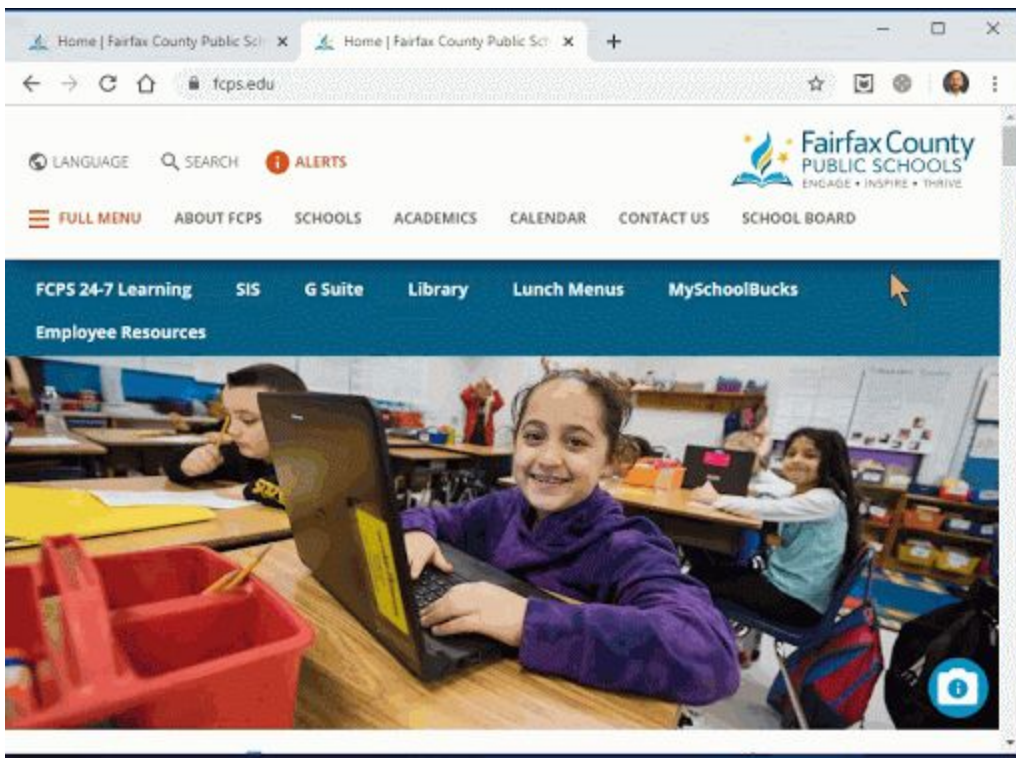 Home | Fairfax County Public Sch
Home | Fairfax County Public Sch
fcps.edu
LANGUAGE
SEARCH
ALERTS
Fairfax County
PUBLIC SCHOOLS
ENGAGE • INSPIRE • THRIVE
FULL MENU
ABOUT FCPS
SCHOOLS
ACADEMICS
CALENDAR
CONTACT US
SCHOOL BOARD
FCPS 24-7 Learning
SIS
G Suite
Library
Lunch Menus
MySchoolBucks
Employee Resources